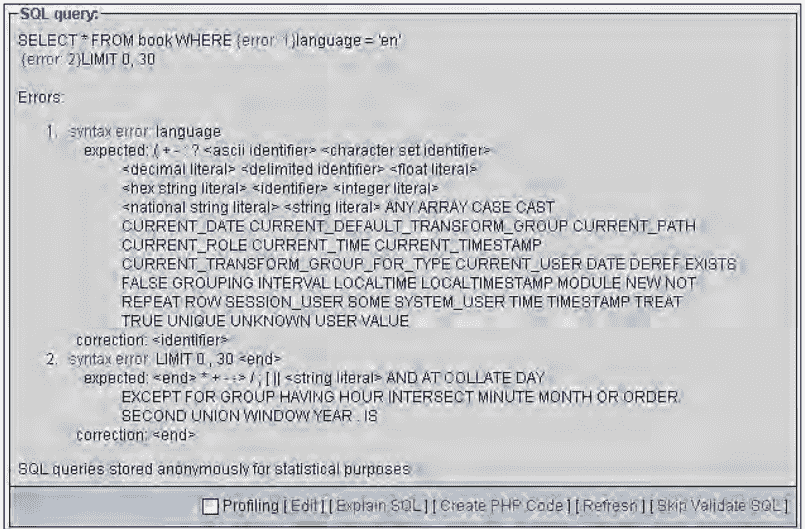 SQL query:
SELECT * FROM book WHERE {error 1}language = 'en'
{error 2}LIMIT 0, 30
Errors:
1. syntax error: language
expected: ( + - : ? <ascii identifier> <character set identifier>
<decimal literal> <delimited identifier> <float literal>
<hex string literal> <identifier> <integer literal>
<national string literal> <string literal> ANY ARRAY CASE CAST
CURRENT_DATE CURRENT_DEFAULT_TRANSFORM_GROUP CURRENT_PATH
CURRENT_ROLE CURRENT_TIME CURRENT_TIMESTAMP
CURRENT_TRANSFORM_GROUP_FOR_TYPE CURRENT_USER DATE DEREF EXISTS
FALSE GROUPING INTERVAL LOCALTIME LOCALTIMESTAMP MODULE NEW NOT
REPEAT ROW SESSION_USER SOME SYSTEM_USER TIME TIMESTAMP TREAT
TRUE UNIQUE UNKNOWN USER VALUE
correction: <identifier>
2. syntax error: LIMIT 0 , 30 <end>
expected: <end> * + - -> / ; [ || <string literal> AND AT COLLATE DAY
EXCEPT FOR GROUP HAVING HOUR INTERSECT MINUTE MONTH OR ORDER
SECOND UNION WINDOW YEAR . IS
correction: <end>
SQL queries stored anonymously for statistical purposes
Profiling [ Edit ] [ Explain SQL ] [ Create PHP Code ] [ Refresh ] [ Skip Validate SQL ]